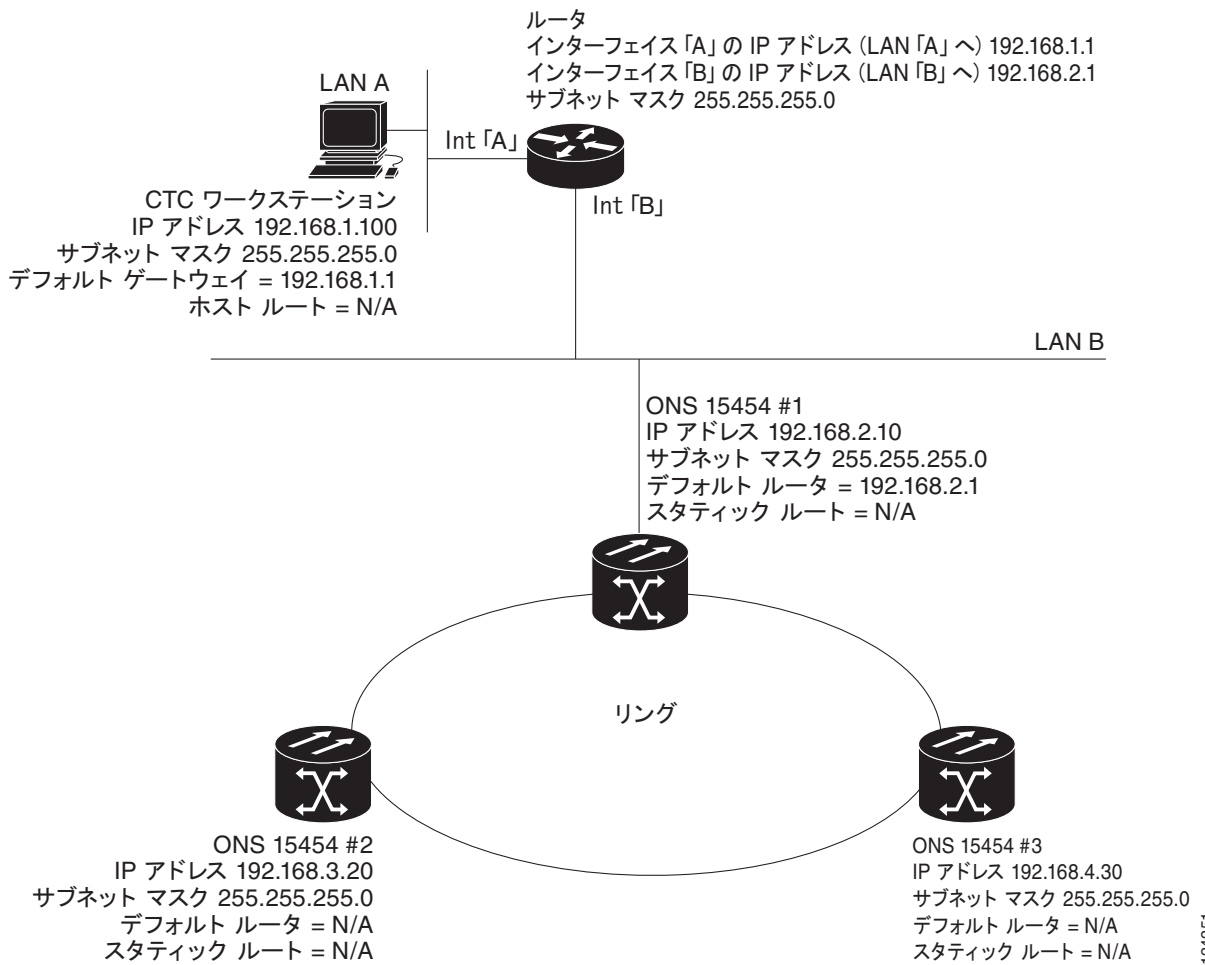 ルータ
インターフェイス「A」の IP アドレス (LAN「A」へ) 192.168.1.1
インターフェイス「B」の IP アドレス (LAN「B」へ) 192.168.2.1
サブネット マスク 255.255.255.0
LAN A
Int「A」
Int「B」
CTC ワークステーション
IP アドレス 192.168.1.100
サブネット マスク 255.255.255.0
デフォルト ゲートウェイ = 192.168.1.1
ホスト ルート = N/A
LAN B
ONS 15454 #1
IP アドレス 192.168.2.10
サブネット マスク 255.255.255.0
デフォルト ルータ = 192.168.2.1
スタティック ルート = N/A
リング
ONS 15454 #2
IP アドレス 192.168.3.20
サブネット マスク 255.255.255.0
デフォルト ルータ = N/A
スタティック ルート = N/A
ONS 15454 #3
IP アドレス 192.168.4.30
サブネット マスク 255.255.255.0
デフォルト ルータ = N/A
スタティック ルート = N/A